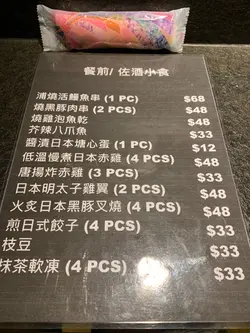 餐前/ 佐酒小食
蒲燒活鰻魚串 (1 PC) $68
燒黑豚肉串 (2 PCS) $48
燒雞泡魚乾 $48
芥辣八爪魚 $33
醬漬日本塘心蛋 (1 PC) $12
低溫慢煮日本赤雞 (4 PCS) $48
唐揚炸赤雞 (3 PCS) $33
日本明太子雞翼 (2 PCS) $48
火炙日本黑豚叉燒 (4 PCS) $48
煎日式餃子 (4 PCS) $33
枝豆 $33
抹茶軟凍 (4 PCS) $33